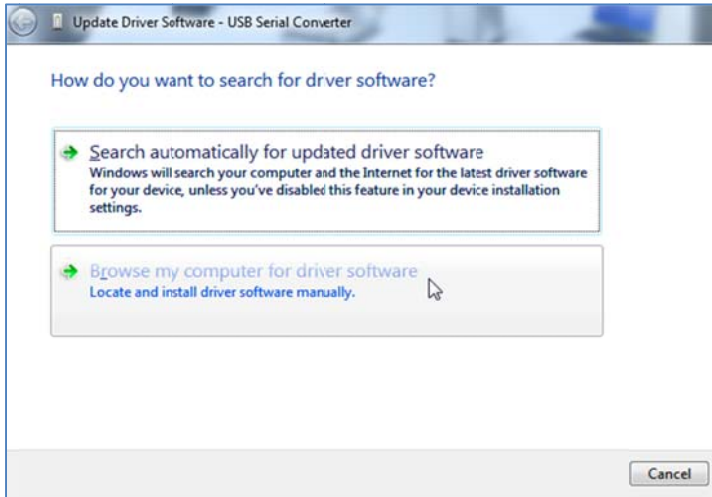 Update Driver Software - USB Serial Converter
How do you want to search for driver software?
Search automatically for updated driver software
Windows will search your computer and the Internet for the latest driver software
for your device, unless you've disabled this feature in your device installation
settings.
Browse my computer for driver software
Locate and install driver software manually.
Cancel